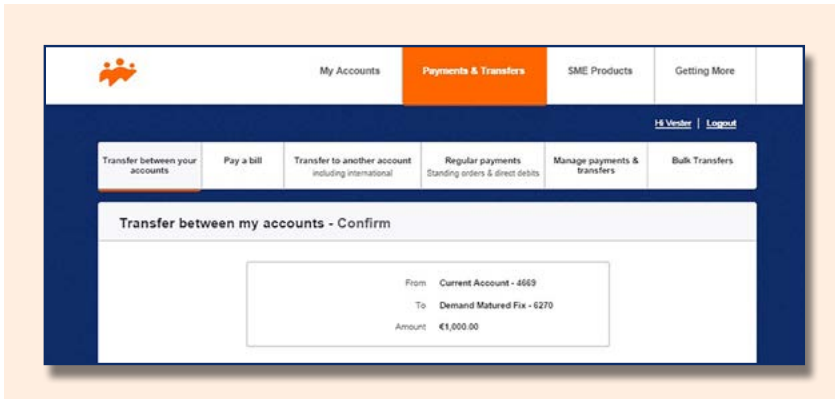 My Accounts
Payments & Transfers
SME Products
Getting More
Hi Vester | Logout
Transfer between your accounts
Pay a bill
Transfer to another account
including international
Regular payments
Standing orders & direct debits
Manage payments & transfers
Bulk Transfers
Transfer between my accounts - Confirm
From Current Account - 4669
To Demand Matured Fix - 6270
Amount €1,000.00